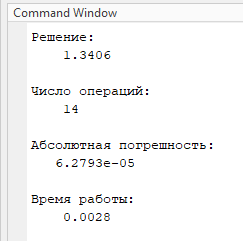 Command Window
Решение:
1.3406
Число операций:
14
Абсолютная погрешность:
6.2793e-05
Время работы:
0.0028